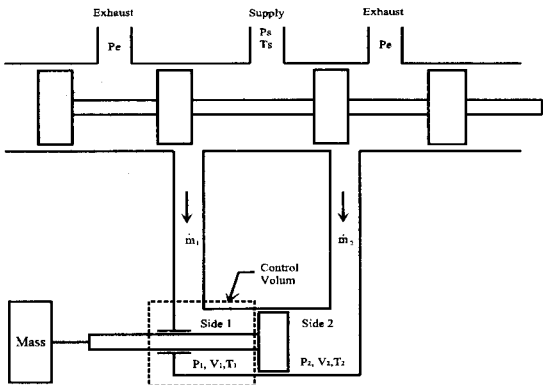 Exhaust
Supply
Exhaust
Pe
Ps
Ts
Pe
ṁ₁
ṁ₂
Control
Volum
Side 1
Side 2
Mass
P₁, V₁,T₁
P₂, V₂,T₂